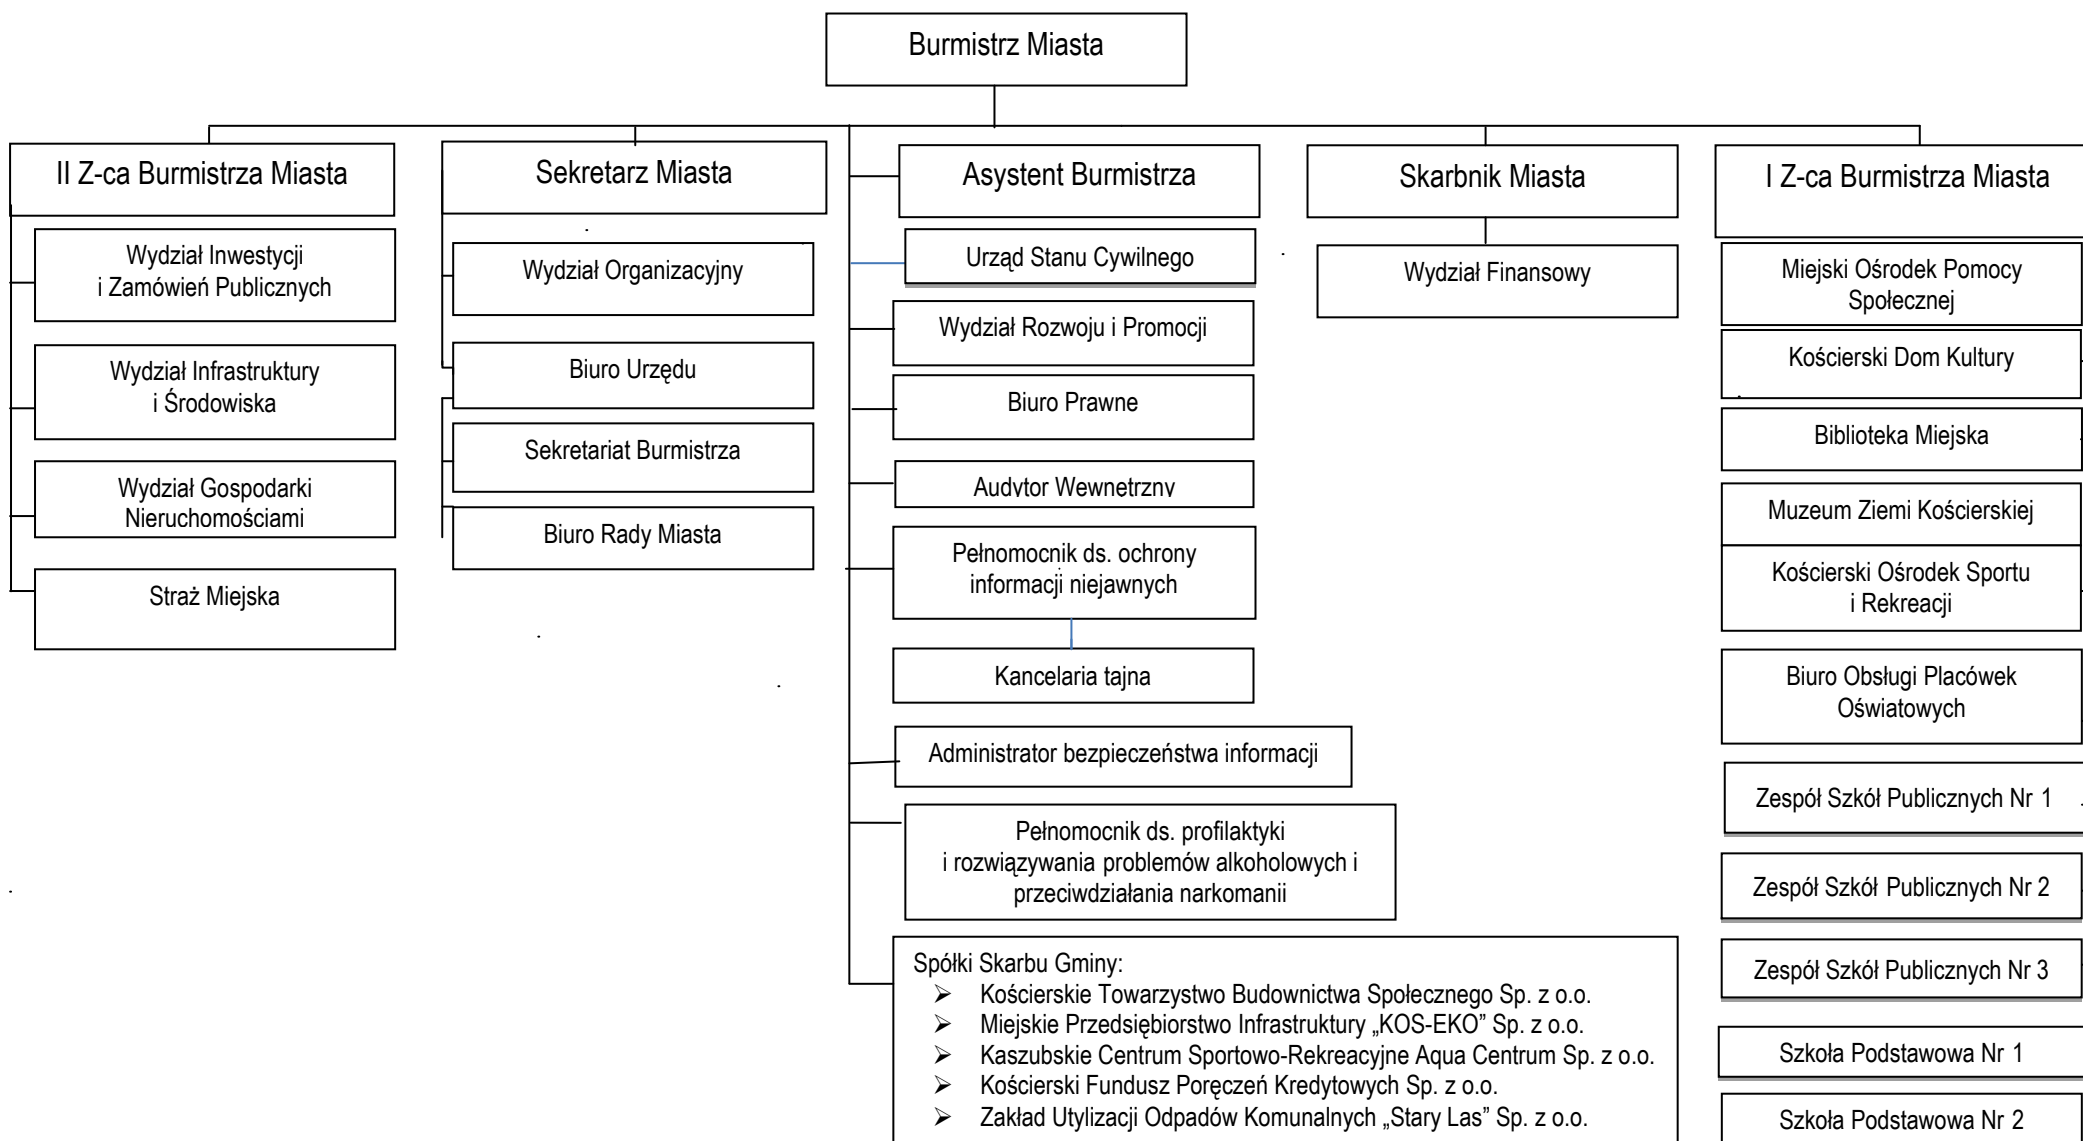 Burmistrz Miasta
II Z-ca Burmistrza Miasta
Wydział Inwestycji
i Zamówień Publicznych
Wydział Infrastruktury
i Środowiska
Wydział Gospodarki
Nieruchomościami
Straż Miejska
Sekretarz Miasta
Wydział Organizacyjny
Biuro Urzędu
Sekretariat Burmistrza
Biuro Rady Miasta
Asystent Burmistrza
Urząd Stanu Cywilnego
Wydział Rozwoju i Promocji
Biuro Prawne
Audytor Wewnętrzny
Pełnomocnik ds. ochrony
informacji niejawnych
Kancelaria tajna
Administrator bezpieczeństwa informacji
Pełnomocnik ds. profilaktyki
i rozwiązywania problemów alkoholowych i
przeciwdziałania narkomanii
Spółki Skarbu Gminy:
➢ Kościerskie Towarzystwo Budownictwa Społecznego Sp. z o.o.
➢ Miejskie Przedsiębiorstwo Infrastruktury „KOS-EKO” Sp. z o.o.
➢ Kaszubskie Centrum Sportowo-Rekreacyjne Aqua Centrum Sp. z o.o.
➢ Kościerski Fundusz Poręczeń Kredytowych Sp. z o.o.
➢ Zakład Utylizacji Odpadów Komunalnych „Stary Las” Sp. z o.o.
Skarbnik Miasta
Wydział Finansowy
I Z-ca Burmistrza Miasta
Miejski Ośrodek Pomocy
Społecznej
Kościerski Dom Kultury
Biblioteka Miejska
Muzeum Ziemi Kościerskiej
Kościerski Ośrodek Sportu
i Rekreacji
Biuro Obsługi Placówek
Oświatowych
Zespół Szkół Publicznych Nr 1
Zespół Szkół Publicznych Nr 2
Zespół Szkół Publicznych Nr 3
Szkoła Podstawowa Nr 1
Szkoła Podstawowa Nr 2